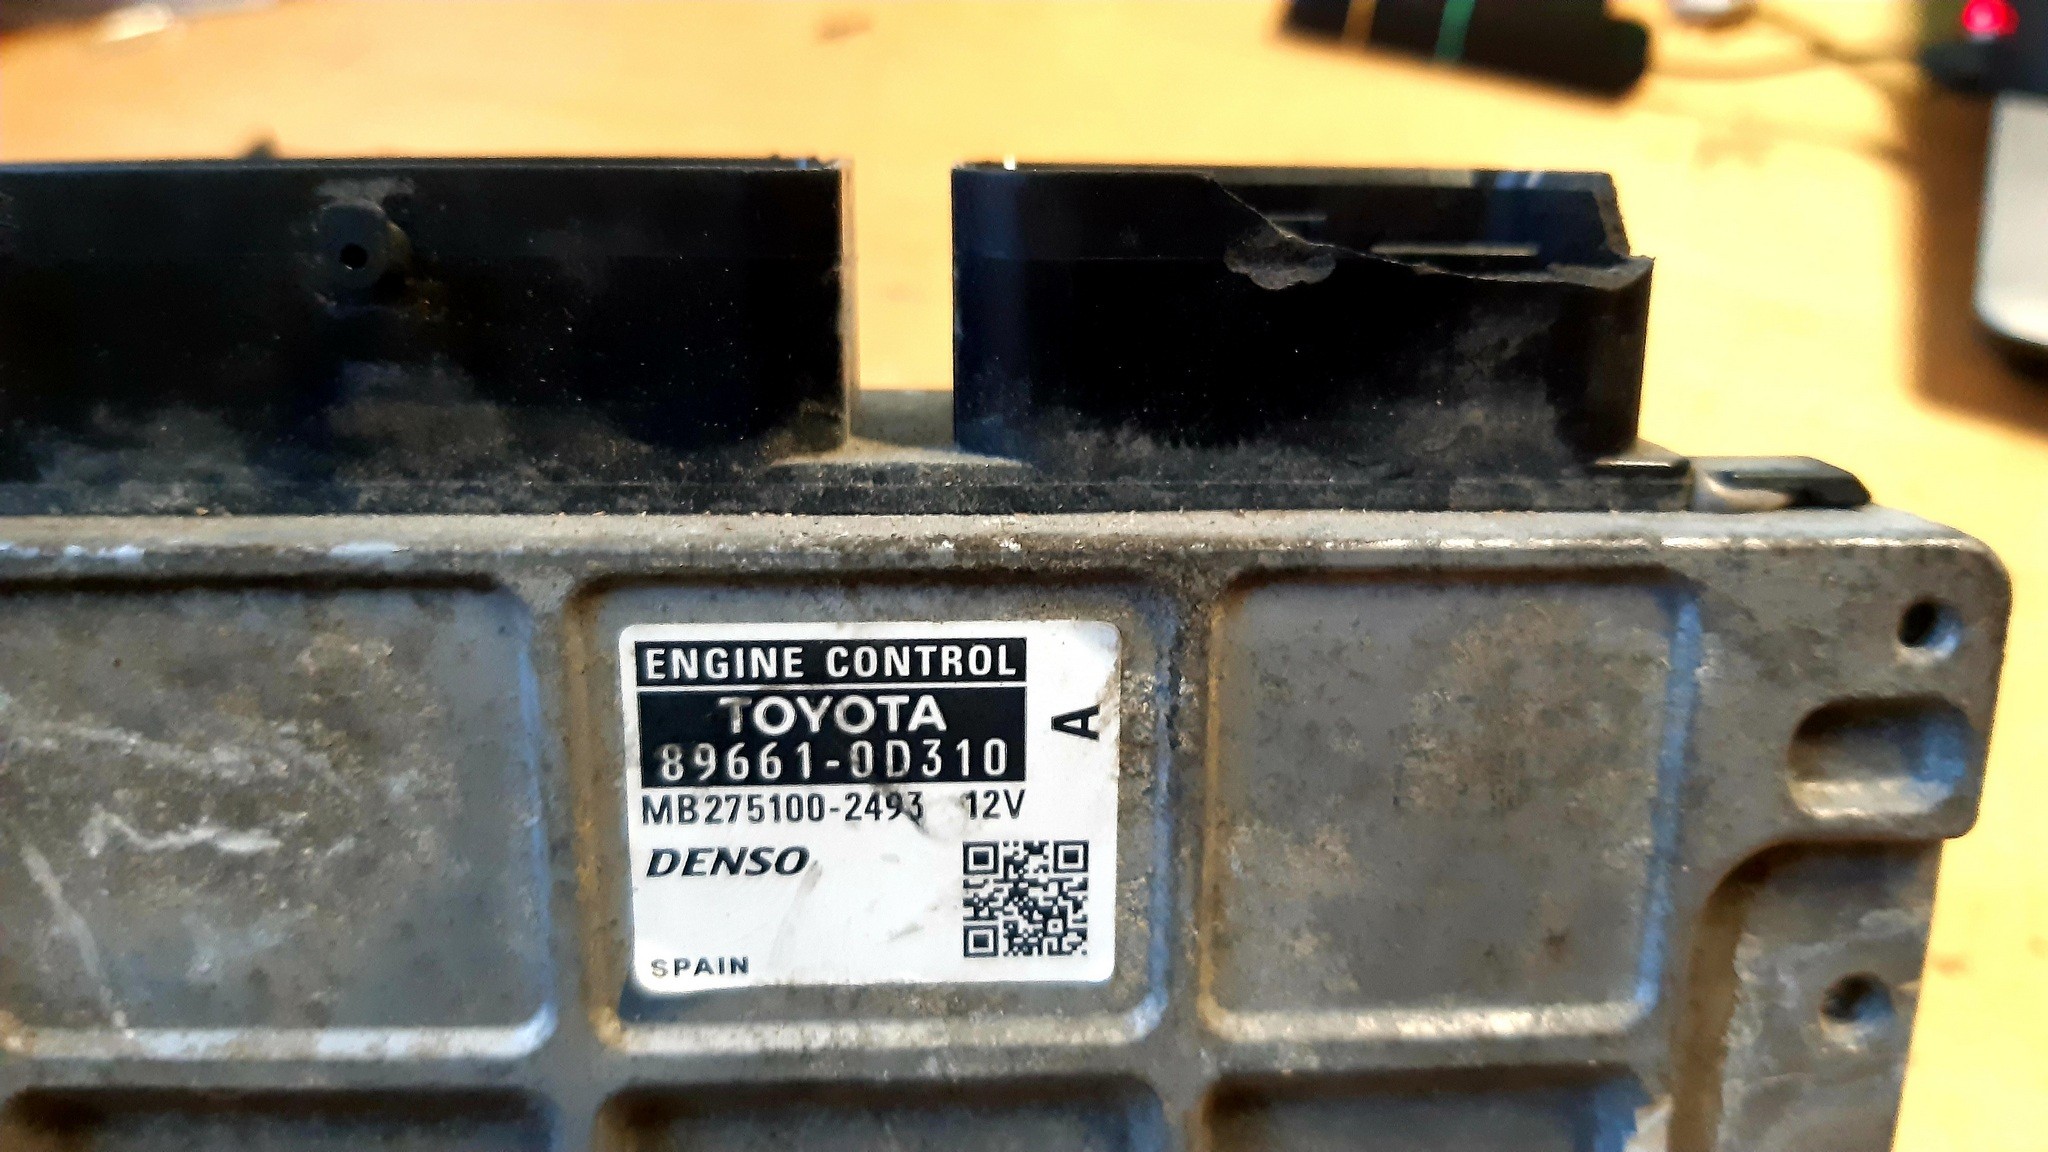 ENGINE CONTROL
TOYOTA
89661-0D310
A
MB275100-2493 12V
DENSO
SPAIN